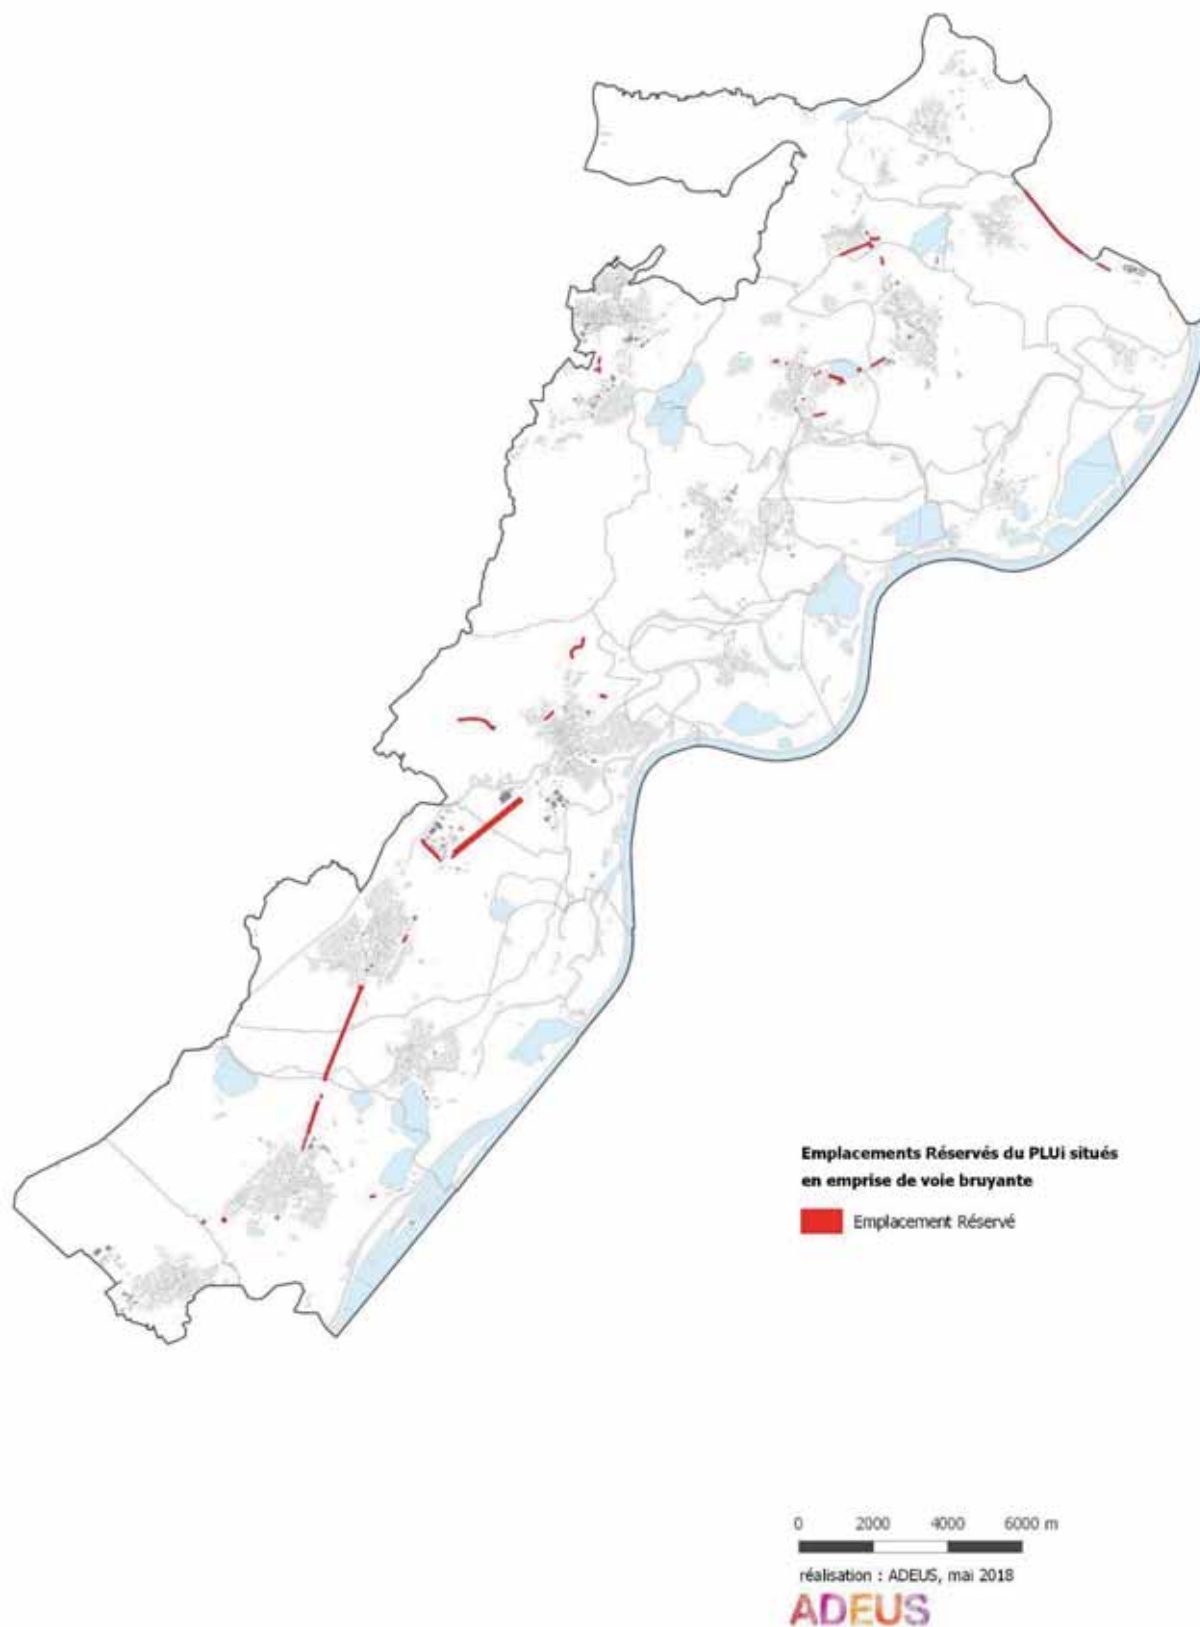 Emplacements Réservés du PLUi situés
en emprise de voie bruyante
Emplacement Réservé
0 2000 4000 6000 m
réalisation : ADEUS, mai 2018
ADEUS